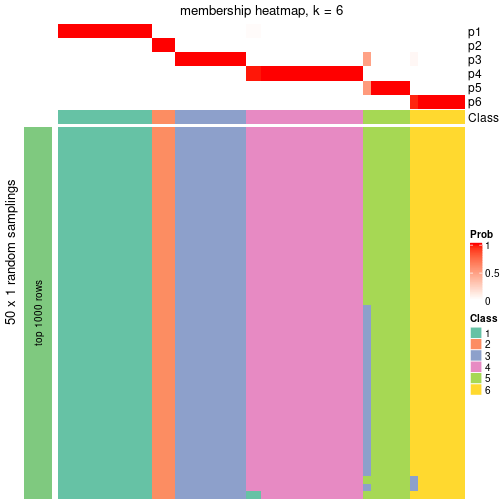 membership heatmap, k = 6
p1
p2
p3
p4
p5
p6
Class
50 x 1 random samplings
top 1000 rows
Prob
1
0.5
0
Class
1
2
3
4
5
6